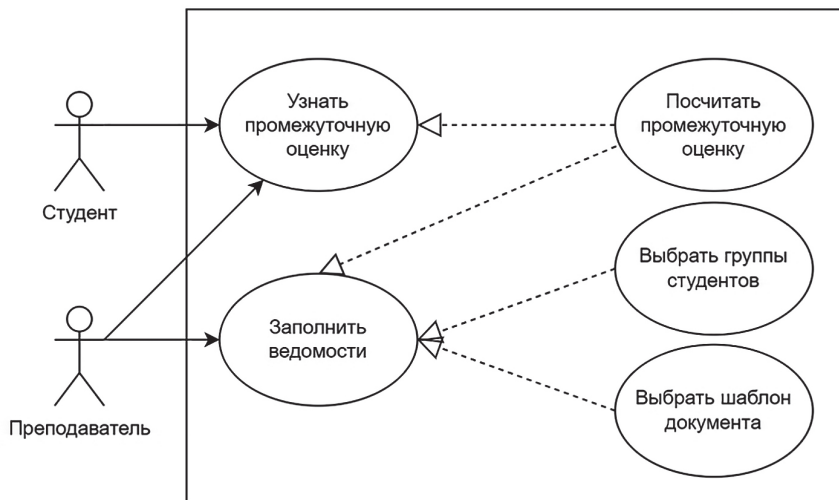 Узнать
промежуточную
оценку
Посчитать
промежуточную
оценку
Студент
Выбрать группы
студентов
Заполнить
ведомости
Преподаватель
Выбрать шаблон
документа